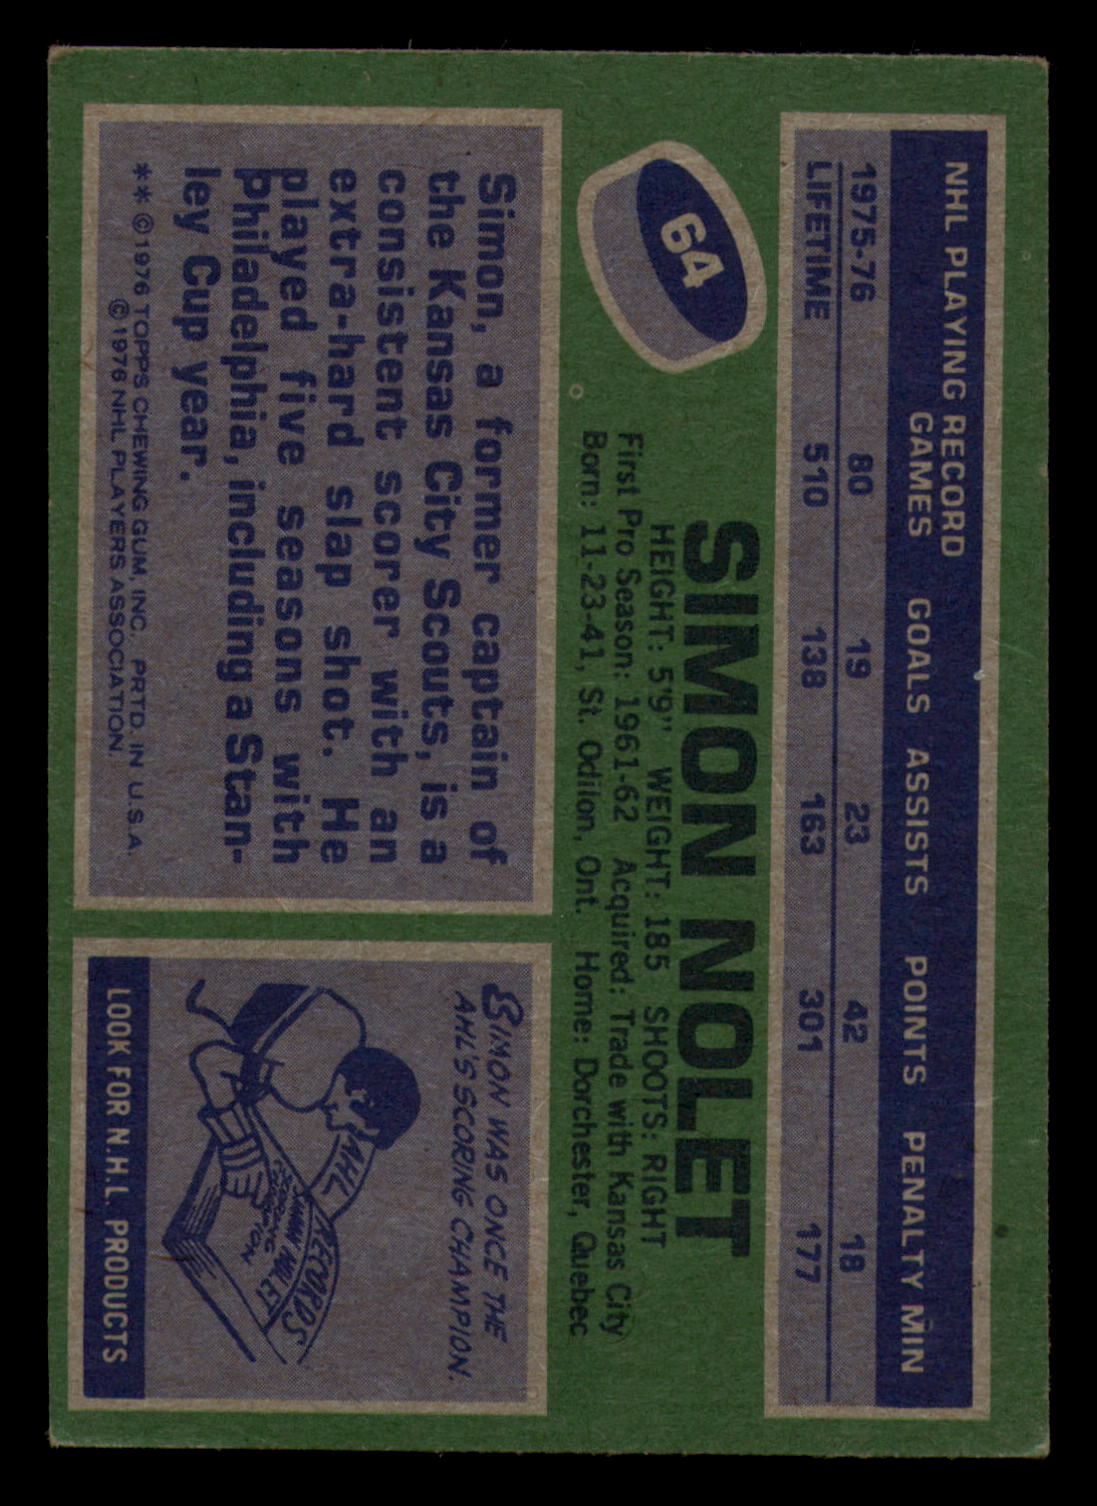 NHL PLAYING RECORD
GAMES GOALS ASSISTS POINTS PENALTY MIN
1975-76 80 19 23 42 18
LIFETIME 510 138 163 301 177
64
SIMON NOLET
HEIGHT: 5'9" WEIGHT: 185 SHOOTS: RIGHT
First Pro Season: 1961-62 Acquired: Trade with Kansas City
Born: 11-23-41, St. Odilon, Ont. Home: Dorchester, Quebec
Simon, a former captain of
the Kansas City Scouts, is a
consistent scorer with an
extra-hard slap shot. He
played five seasons with
Philadelphia, including a Stan-
ley Cup year.
** ©1976 TOPPS CHEWING GUM, INC. PRTD. IN U.S.A.
©1976 NHL PLAYERS ASSOCIATION.
SIMON WAS ONCE THE
AHL'S SCORING CHAMPION.
AHL RECORDS
SCORING
CHAMPION
LOOK FOR N.H.L. PRODUCTS